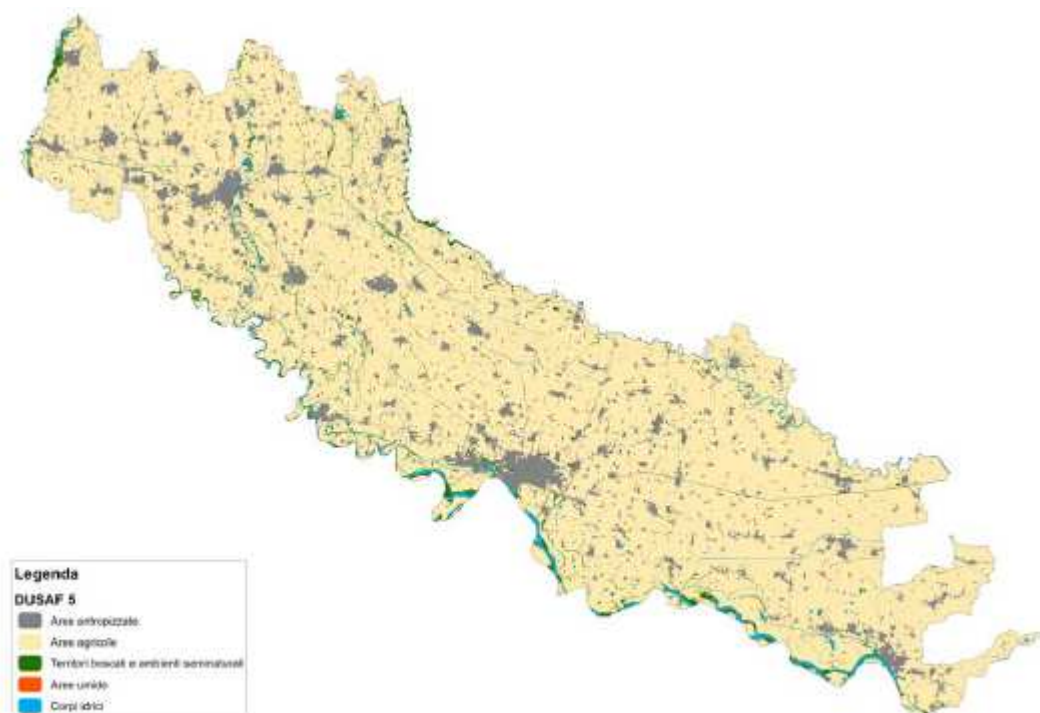 Legenda
DUSAF 5
Aree antropizzate
Aree agricole
Territori boscati e ambienti seminaturali
Aree umide
Corpi idrici